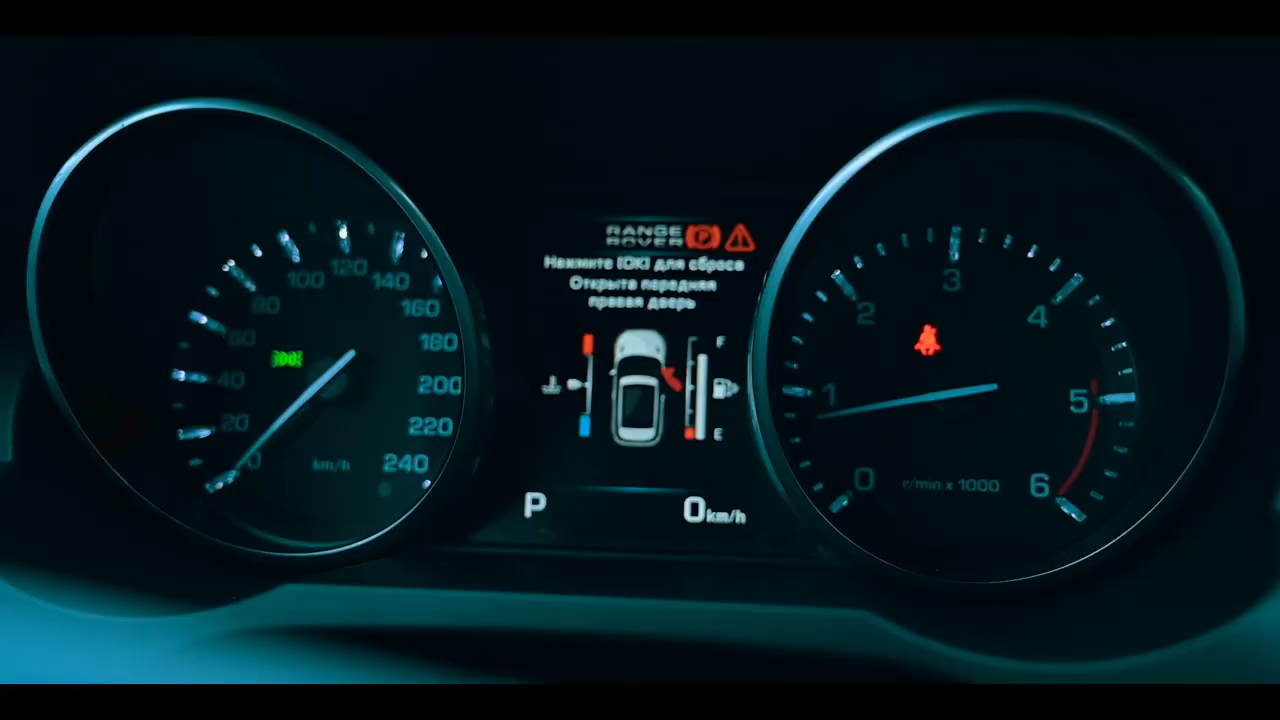 20
40
60
80
100
120
140
160
180
200
220
240
km/h
RANGE
ROVER
Нажмите [OK] для сброса
Открыта передняя
правая дверь
F
E
P
0 km/h
0
1
2
3
4
5
6
r/min x 1000